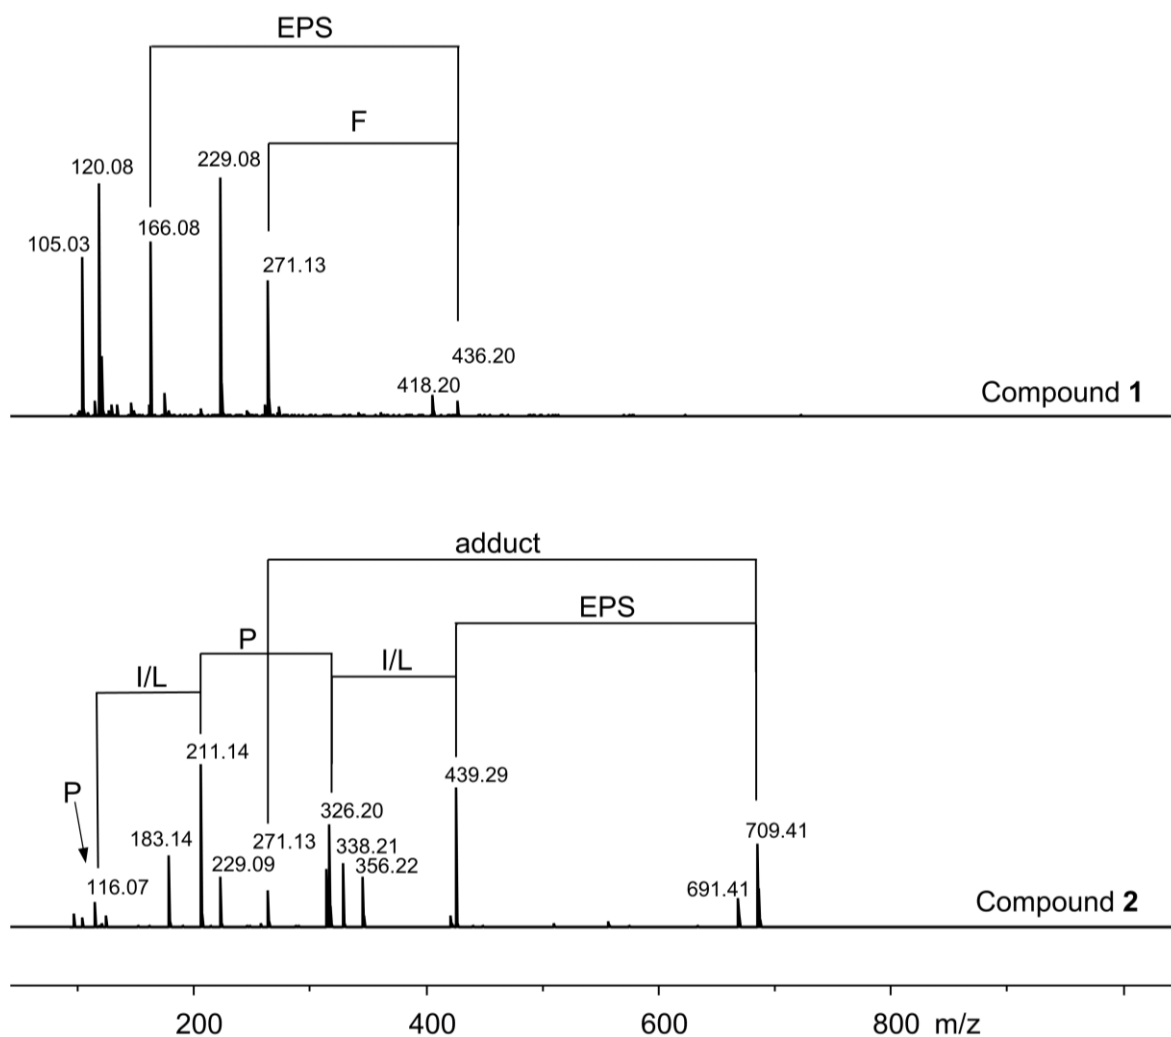 EPS
F
120.08
229.08
166.08
105.03
271.13
436.20
418.20
Compound 1
adduct
EPS
P
I/L
I/L
211.14
439.29
P
326.20
183.14
271.13
338.21
709.41
229.09
356.22
116.07
691.41
Compound 2
200 400 600 800 m/z